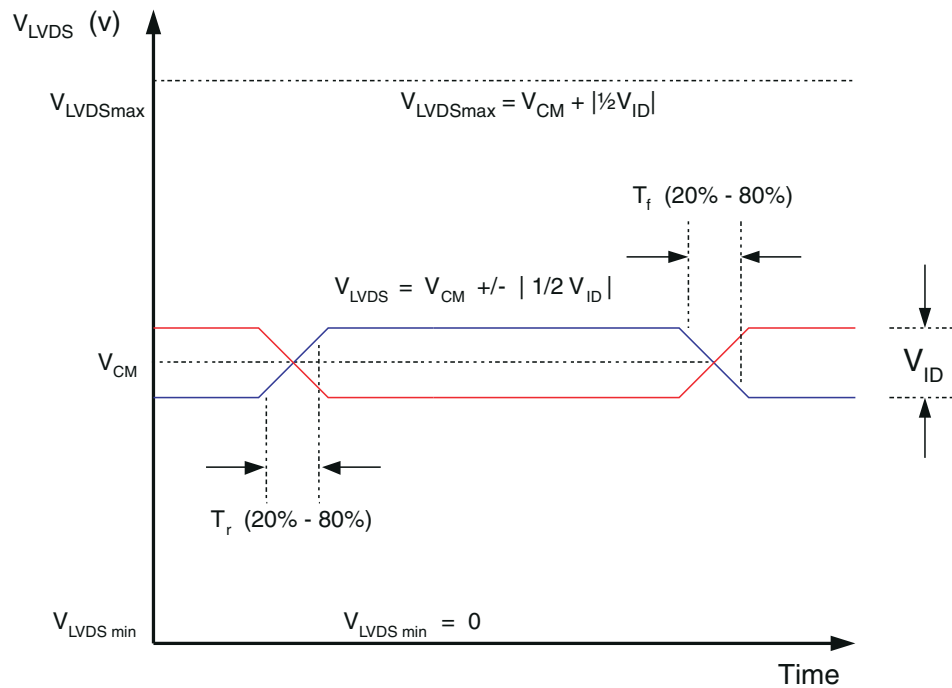 V_LVDS (v)
V_LVDSmax
V_LVDSmax = V_CM + |½V_ID|
T_f (20% - 80%)
V_LVDS = V_CM +/- | 1/2 V_ID |
V_CM
V_ID
T_r (20% - 80%)
V_LVDS min
V_LVDS min = 0
Time